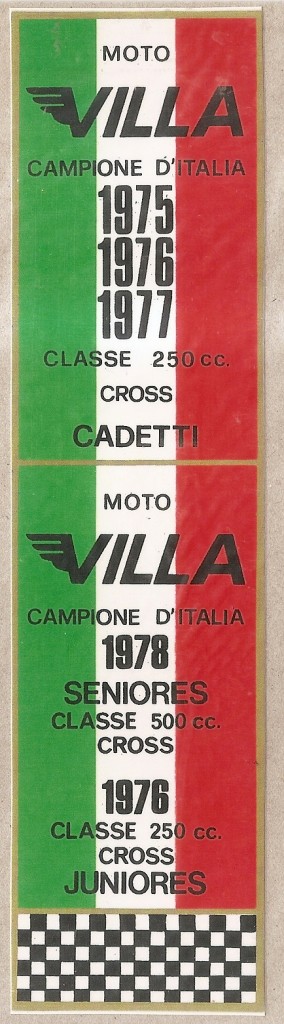 MOTO
VILLA
CAMPIONE D'ITALIA
1975
1976
1977
CLASSE 250 cc.
CROSS
CADETTI
MOTO
VILLA
CAMPIONE D'ITALIA
1978
SENIORES
CLASSE 500 cc.
CROSS
1976
CLASSE 250 cc.
CROSS
JUNIORES